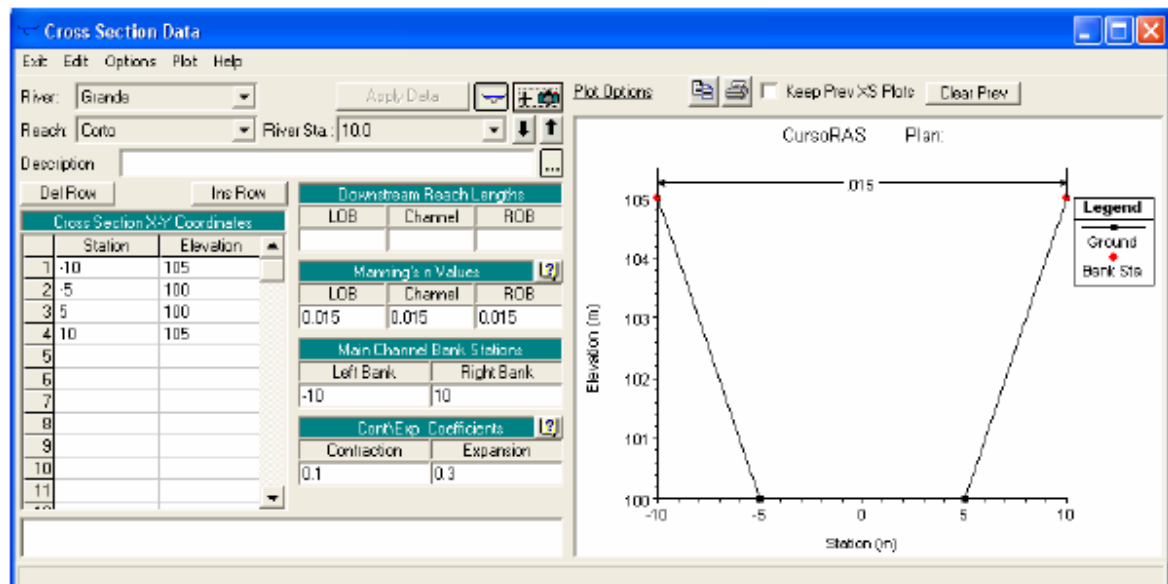 Cross Section Data
Exit Edit Options Plot Help
River: Grande
Apply Data
Plot Options
Keep Prev XS Plots
Clear Prev
Reach: Corto
River Sta.: 10.0
Description
...
Del Row
Ins Row
Cross Section X-Y Coordinates
Station Elevation
1 -10 105
2 -5 100
3 5 100
4 10 105
5
6
7
8
9
10
11
Downstream Reach Lengths
LOB Channel ROB
Manning's n Values
LOB Channel ROB
0.015 0.015 0.015
Main Channel Bank Stations
Left Bank Right Bank
-10 10
Cont\Exp Coefficients
Contraction Expansion
0.1 0.3
CursoRAS Plan:
.015
105
104
103
102
101
100
Elevation (m)
-10 -5 0 5 10
Station (m)
Legend
Ground
Bank Sta